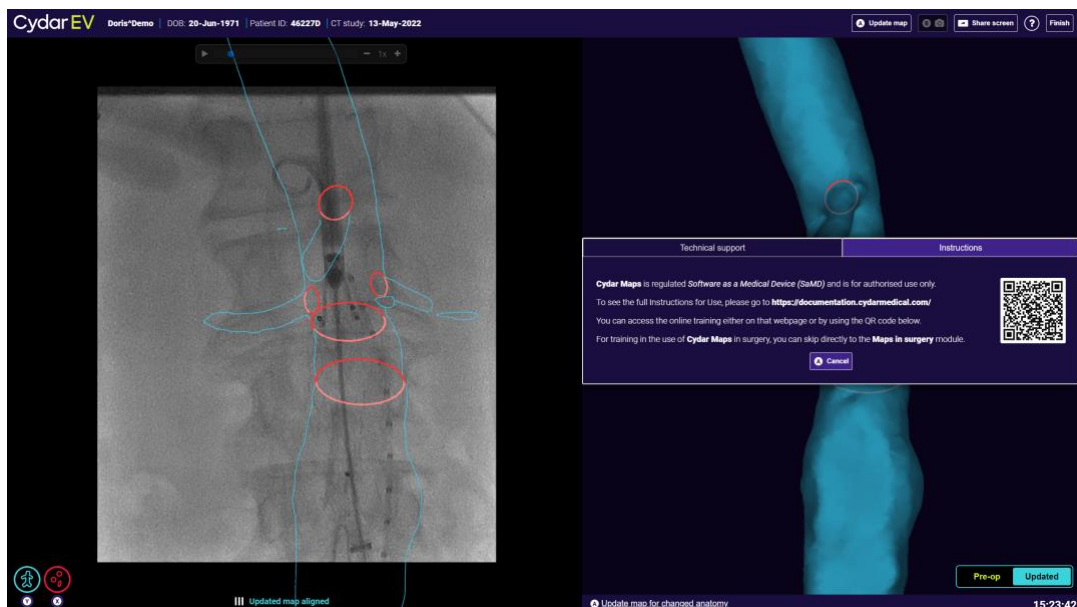 Cydar EV Doris^Demo DOB: 20-Jun-1971 Patient ID: 46227D CT study: 13-May-2022 A Update map Share screen ? Finish
1x
Technical support Instructions
Cydar Maps is regulated Software as a Medical Device (SaMD) and is for authorised use only.
To see the full Instructions for Use, please go to https://documentation.cydarmedical.com/
You can access the online training either on that webpage or by using the QR code below.
For training in the use of Cydar Maps in surgery, you can skip directly to the Maps in surgery module.
A Cancel
Pre-op Updated
Y X Updated map aligned A Update map for changed anatomy 15:23:42